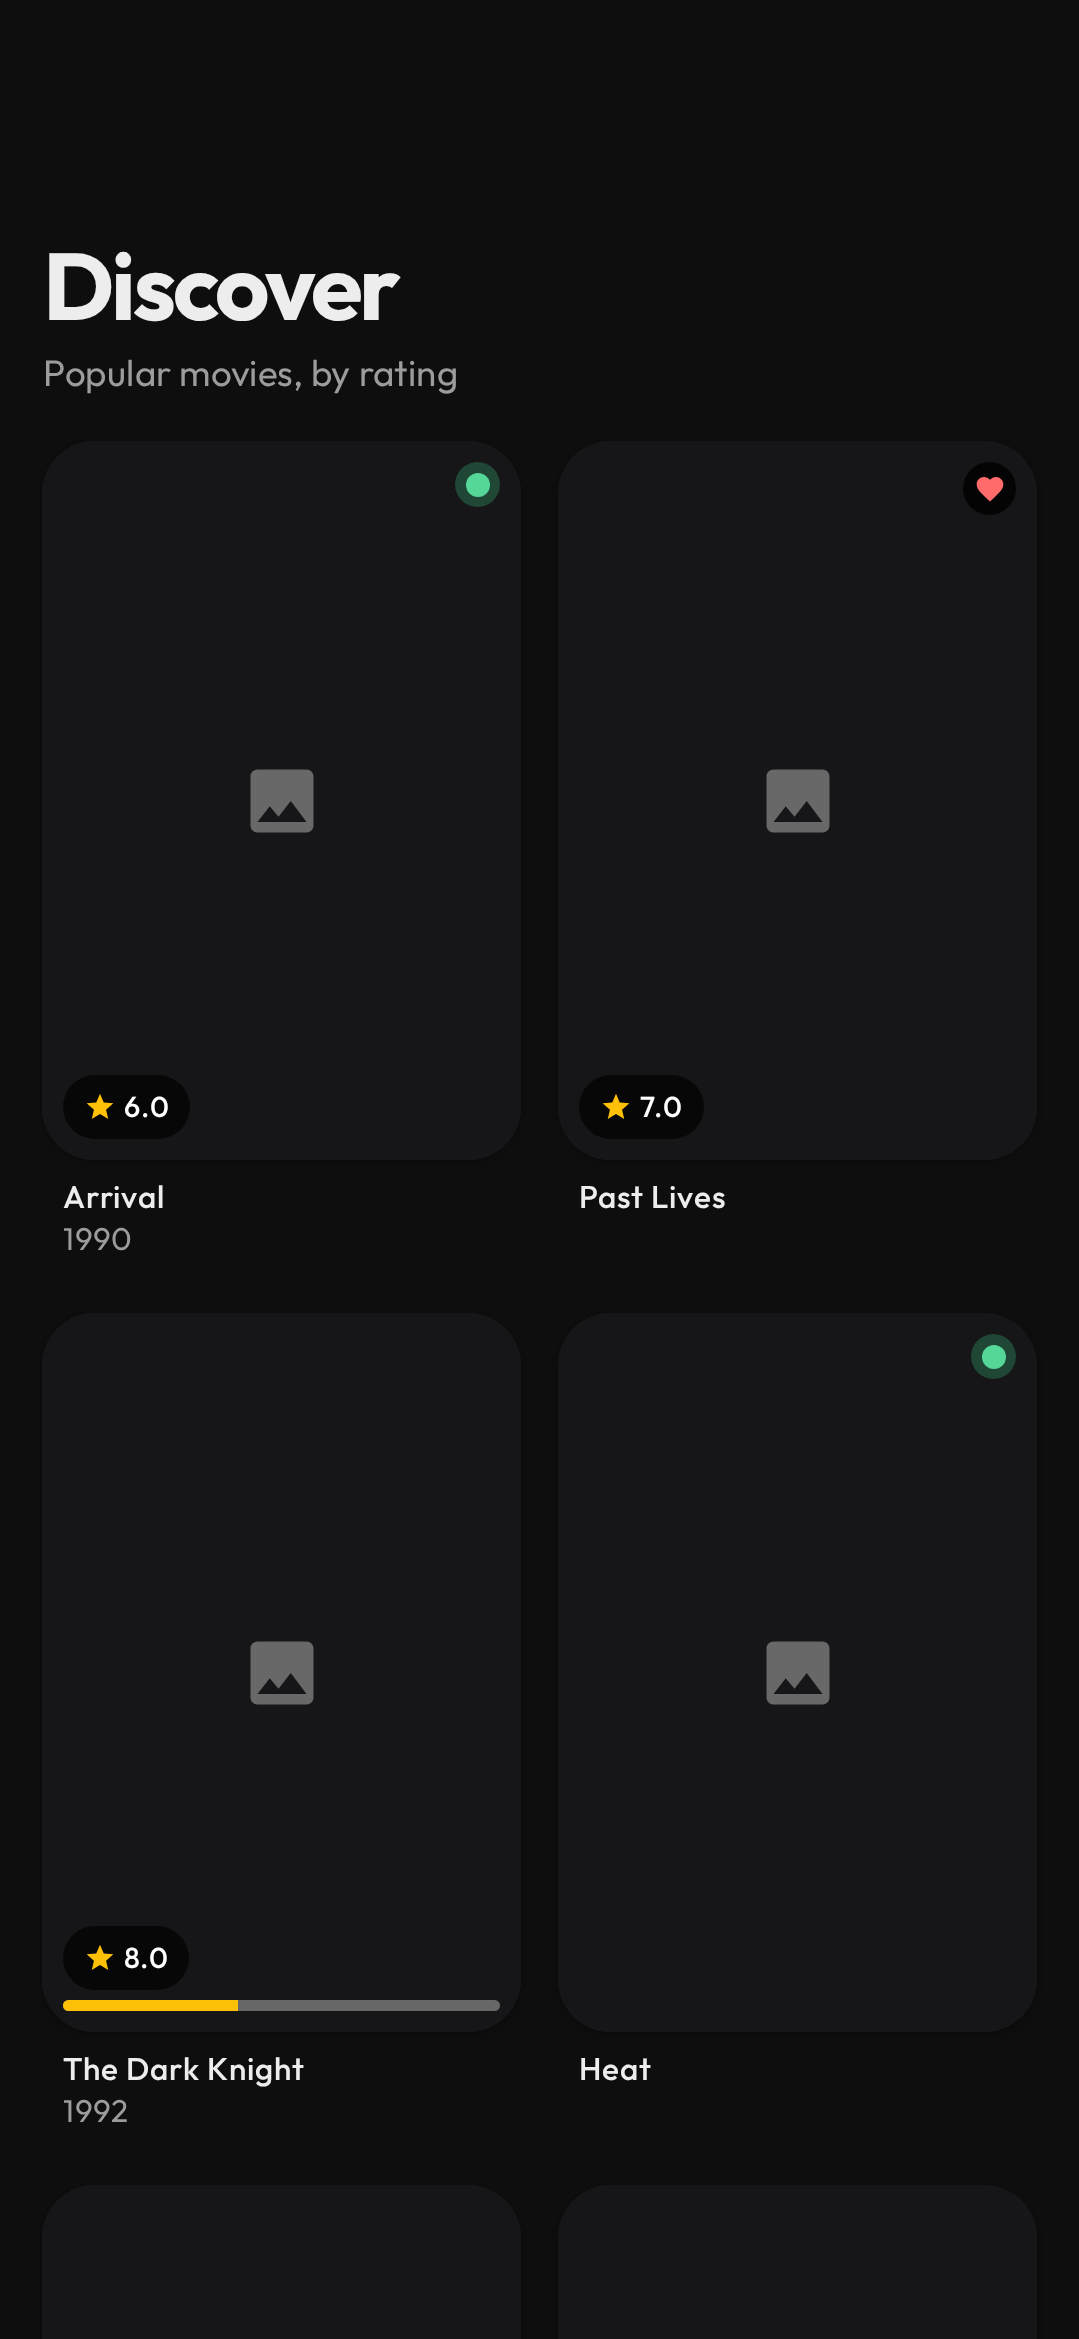 Discover
Popular movies, by rating
6.0
7.0
Arrival
Past Lives
1990
8.0
The Dark Knight
Heat
1992